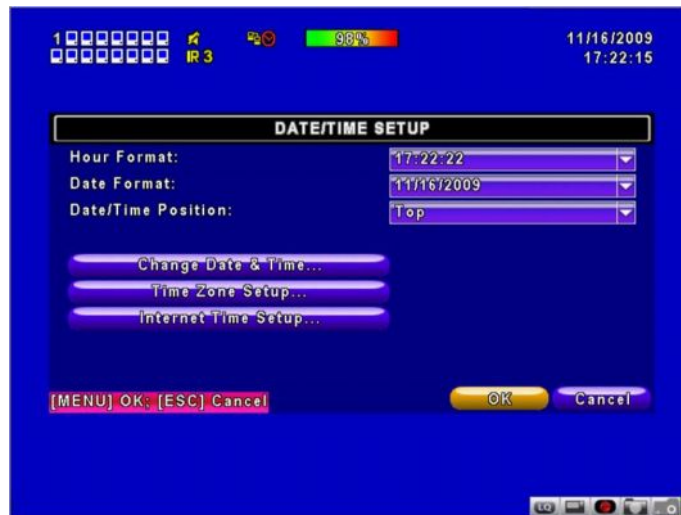 1 98% 11/16/2009
IR 3 17:22:15
DATE/TIME SETUP
Hour Format: 17:22:22
Date Format: 11/16/2009
Date/Time Position: Top
Change Date & Time...
Time Zone Setup...
Internet Time Setup...
[MENU] OK; [ESC] Cancel OK Cancel
LQ